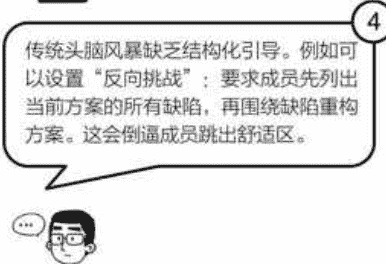 4
传统头脑风暴缺乏结构化引导。例如可
以设置“反向挑战”：要求成员先列出
当前方案的所有缺陷，再围绕缺陷重构
方案。这会倒逼成员跳出舒适区。